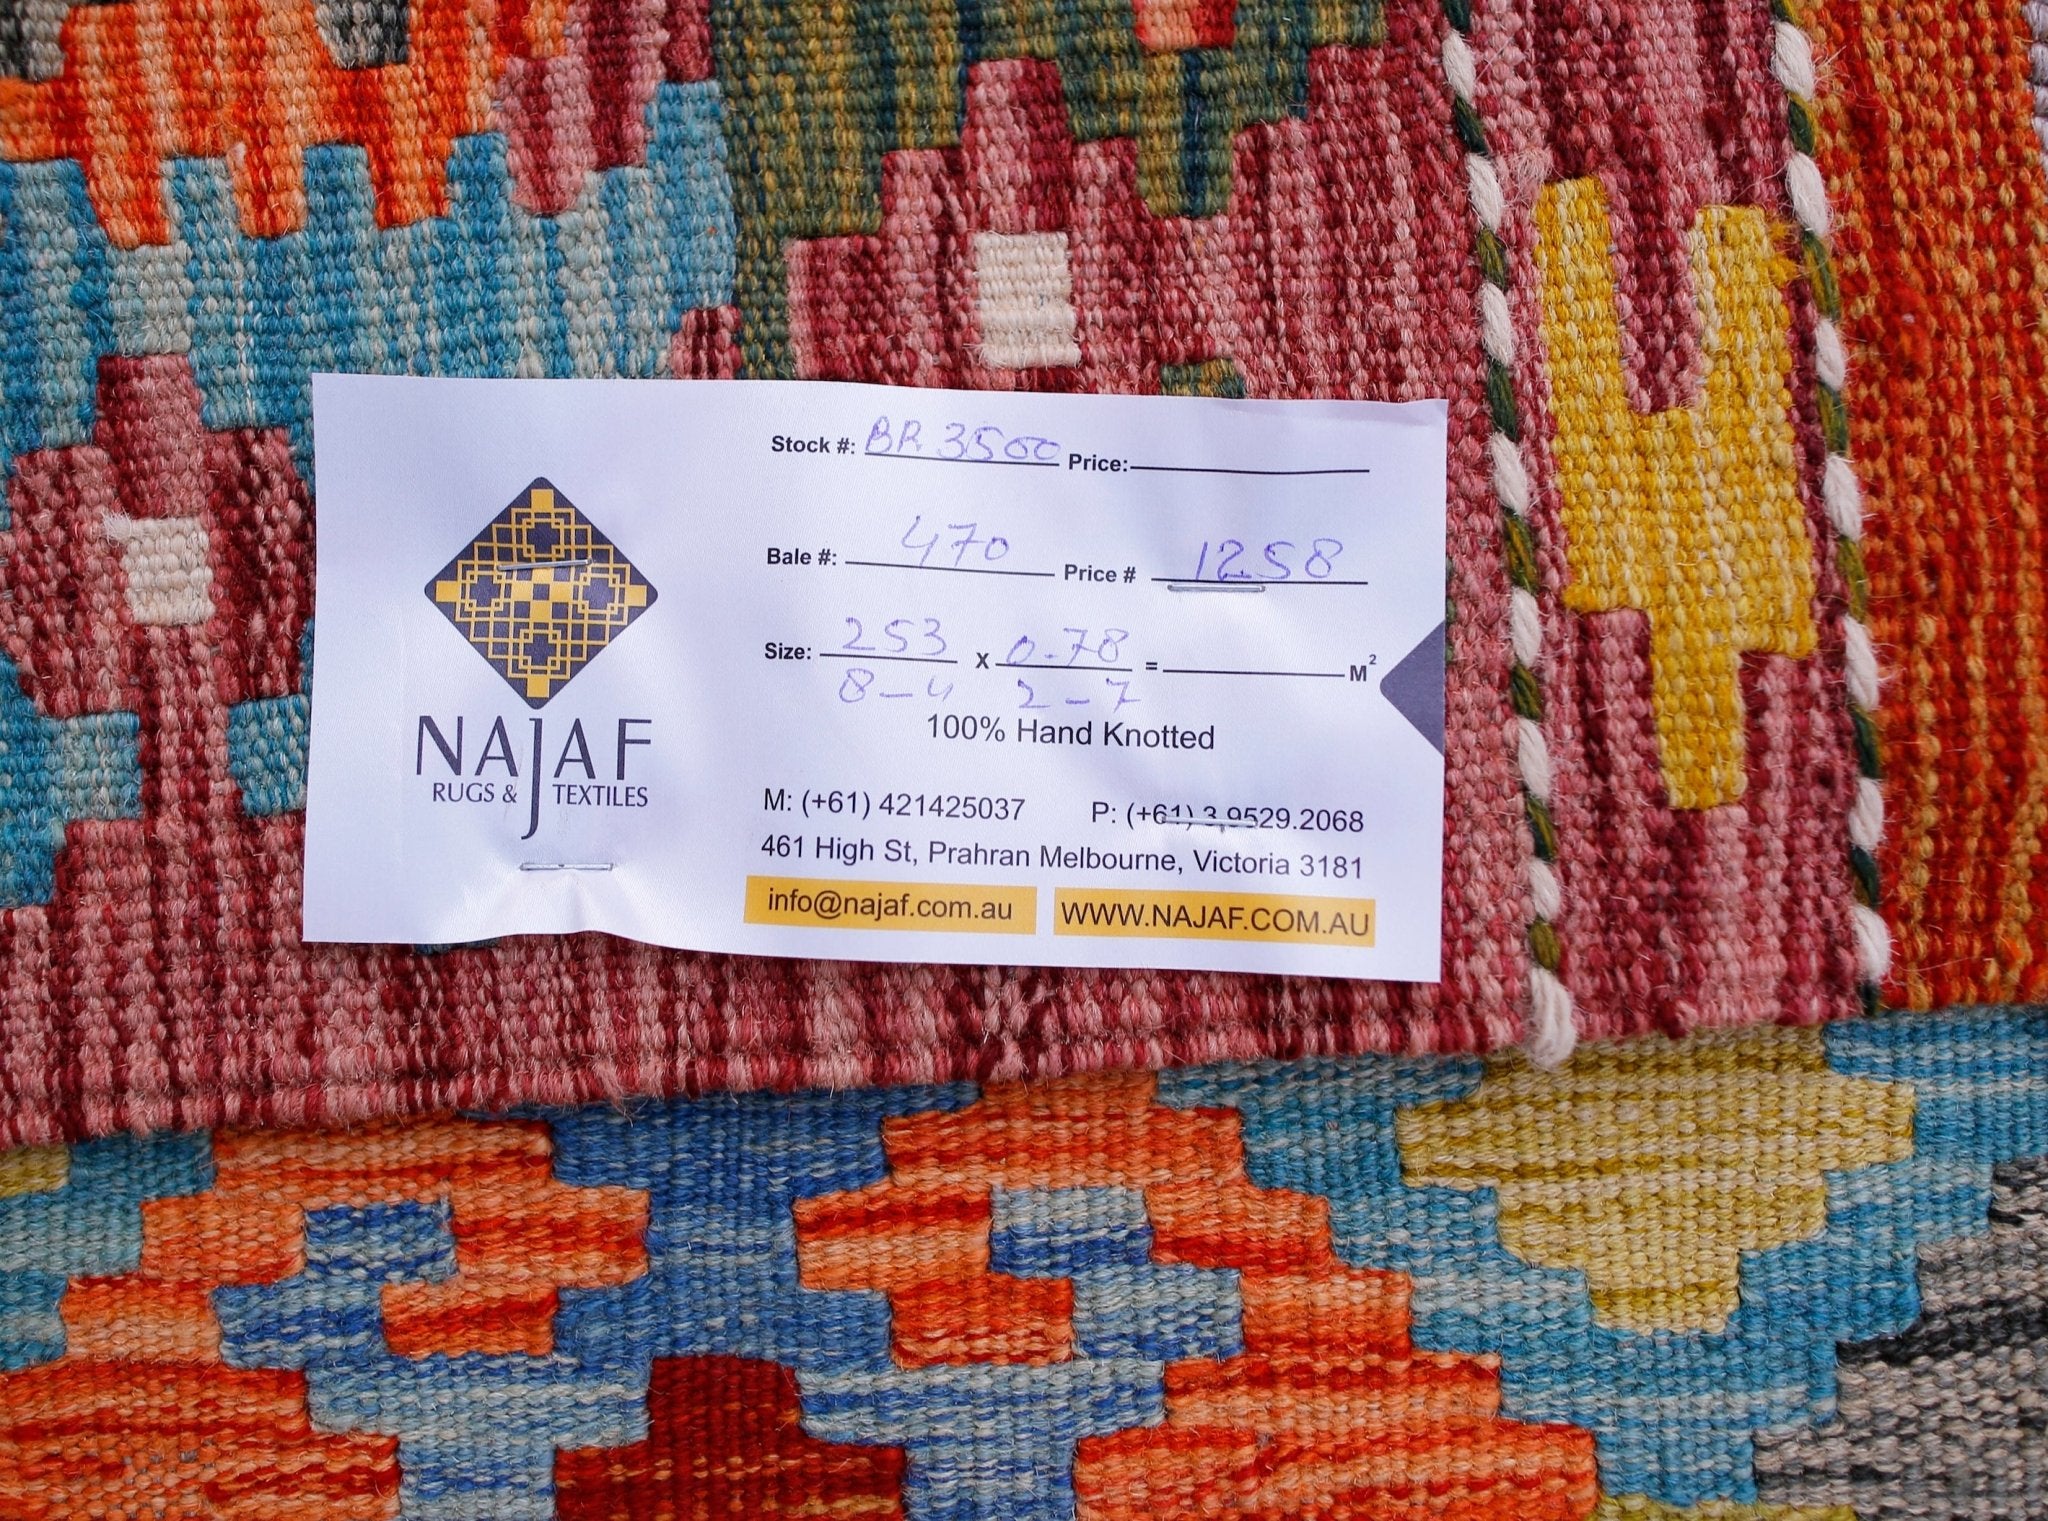 NAJAF
RUGS & TEXTILES
Stock #: BR 3500 Price:
Bale #: 470 Price # 1258
Size: 253 x 0-78 = M²
8-4 2-7
100% Hand Knotted
M: (+61) 421425037 P: (+61) 3.9529.2068
461 High St, Prahran Melbourne, Victoria 3181
info@najaf.com.au WWW.NAJAF.COM.AU